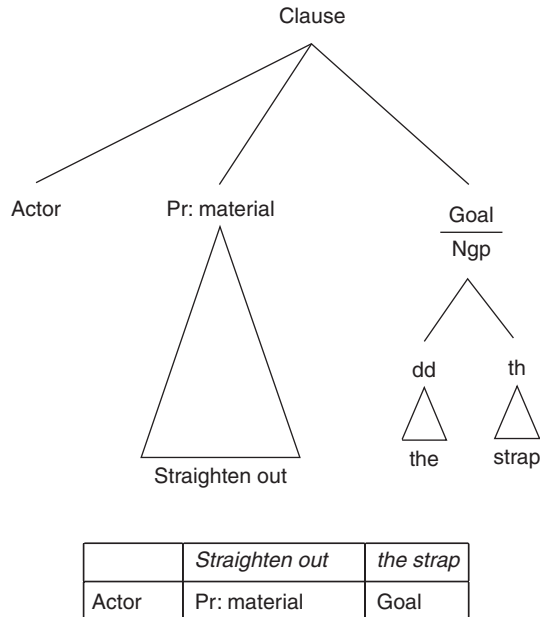 Clause
Actor Pr: material Goal
Ngp
dd th
the strap
Straighten out
Straighten out the strap
Actor Pr: material Goal